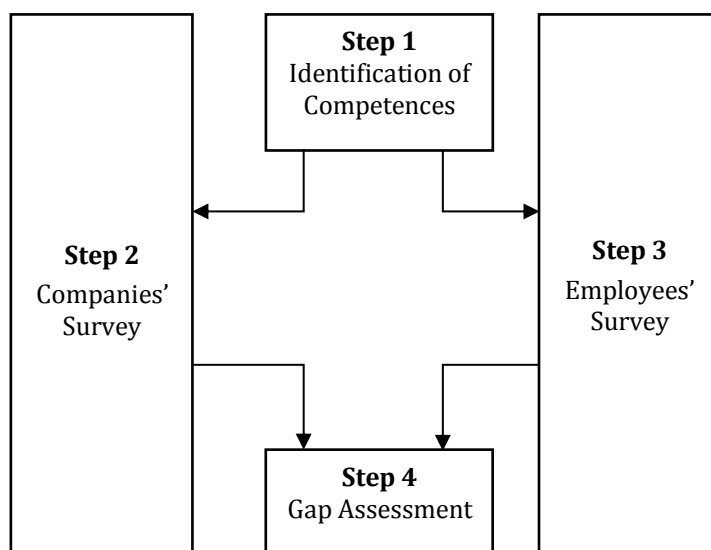 Step 1
Identification of
Competences
Step 2
Companies’
Survey
Step 3
Employees’
Survey
Step 4
Gap Assessment